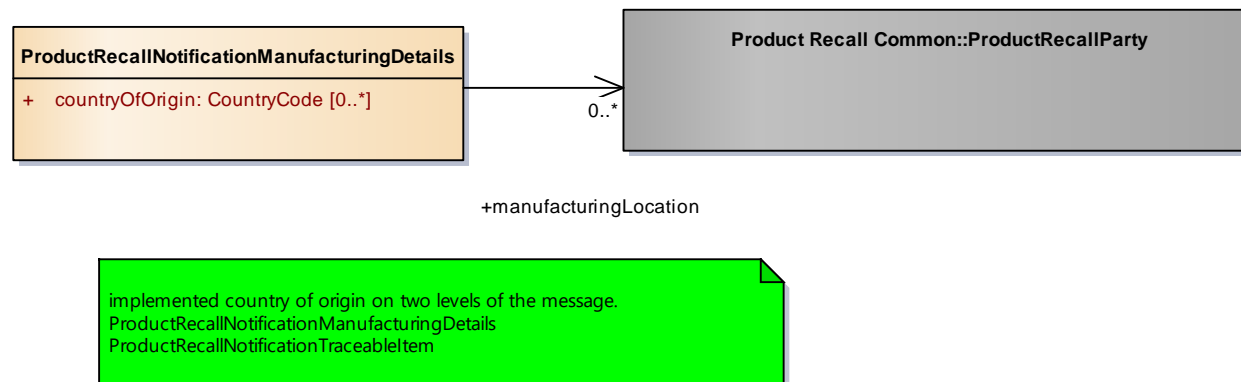 ProductRecallNotificationManufacturingDetails
+ countryOfOrigin: CountryCode [0..*]
Product Recall Common::ProductRecallParty
0..*
+manufacturingLocation
implemented country of origin on two levels of the message.
ProductRecallNotificationManufacturingDetails
ProductRecallNotificationTraceableItem